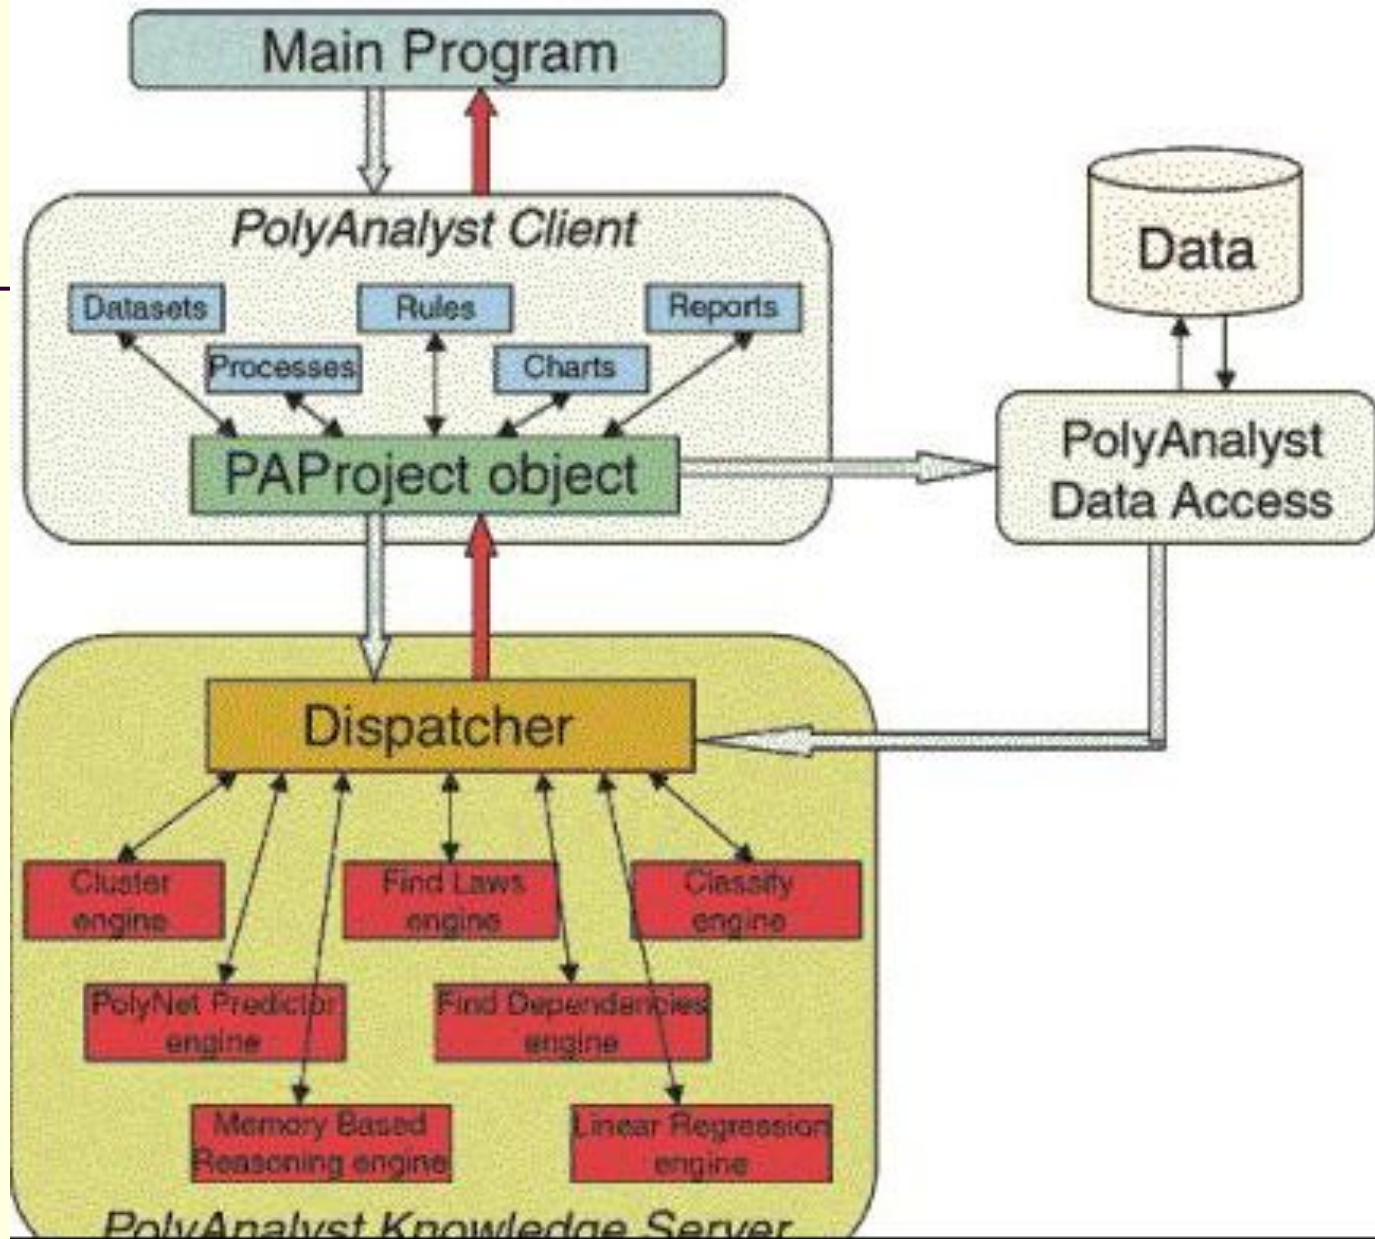 Main Program
PolyAnalyst Client
Datasets
Rules
Reports
Processes
Charts
PAProject object
Data
PolyAnalyst
Data Access
Dispatcher
Cluster
engine
Find Laws
engine
Classify
engine
PolyNet Predictor
engine
Find Dependancies
engine
Memory Based
Reasoning engine
Linear Regression
engine
PolyAnalyst Knowledge Server